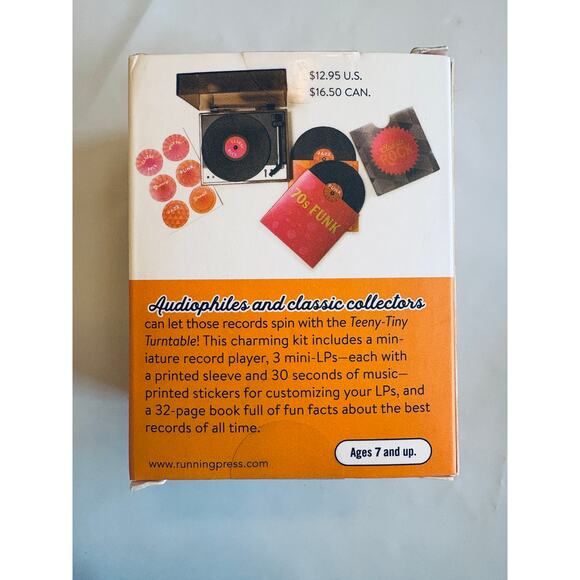 $12.95 U.S.
$16.50 CAN.
Classic
ROCK
70s FUNK
Audiophiles and classic collectors
can let those records spin with the Teeny-Tiny
Turntable! This charming kit includes a min-
iature record player, 3 mini-LPs—each with
a printed sleeve and 30 seconds of music—
printed stickers for customizing your LPs, and
a 32-page book full of fun facts about the best
records of all time.
Ages 7 and up.
www.runningpress.com